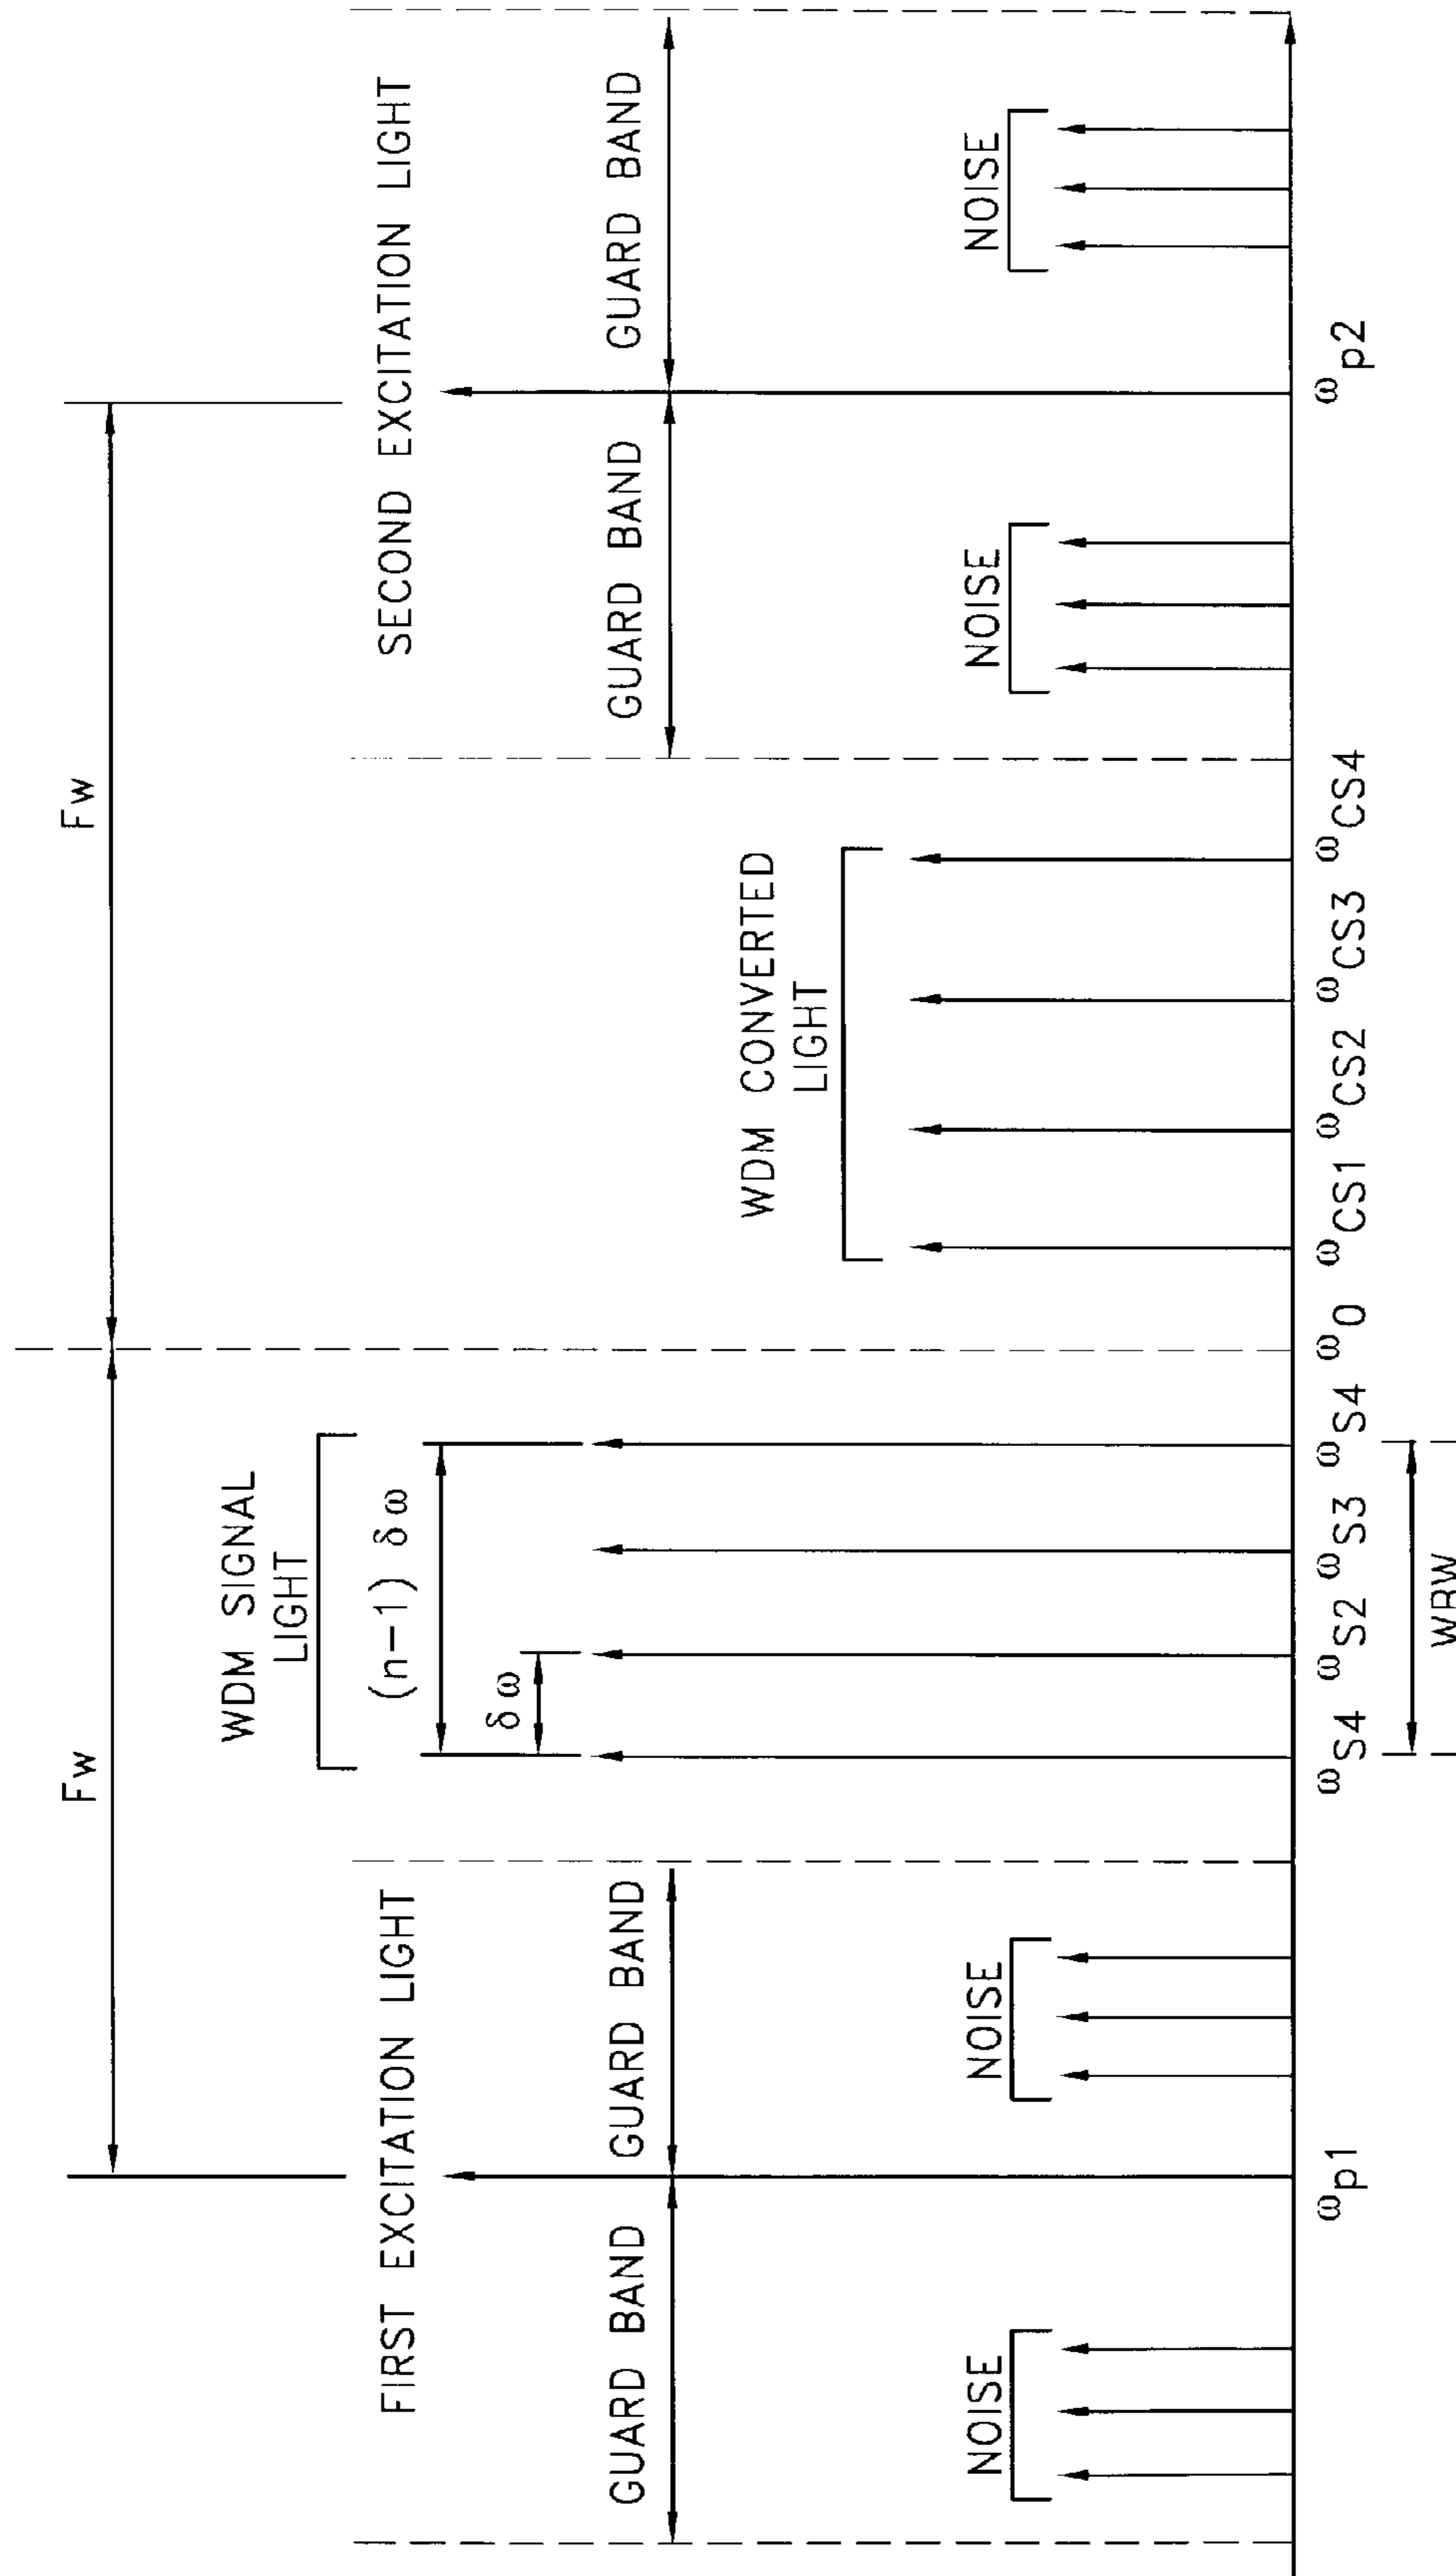 Fw
Fw
WDM SIGNAL
LIGHT
FIRST EXCITATION LIGHT
(n-1) δω
SECOND EXCITATION LIGHT
δω
GUARD BAND
GUARD BAND
GUARD BAND
GUARD BAND
WDM CONVERTED
LIGHT
NOISE
NOISE
NOISE
NOISE
ωp1
ωS4
ωS2
ωS3
ωS4
ωO
ωCS1
ωCS2
ωCS3
ωCS4
ωp2
WBW